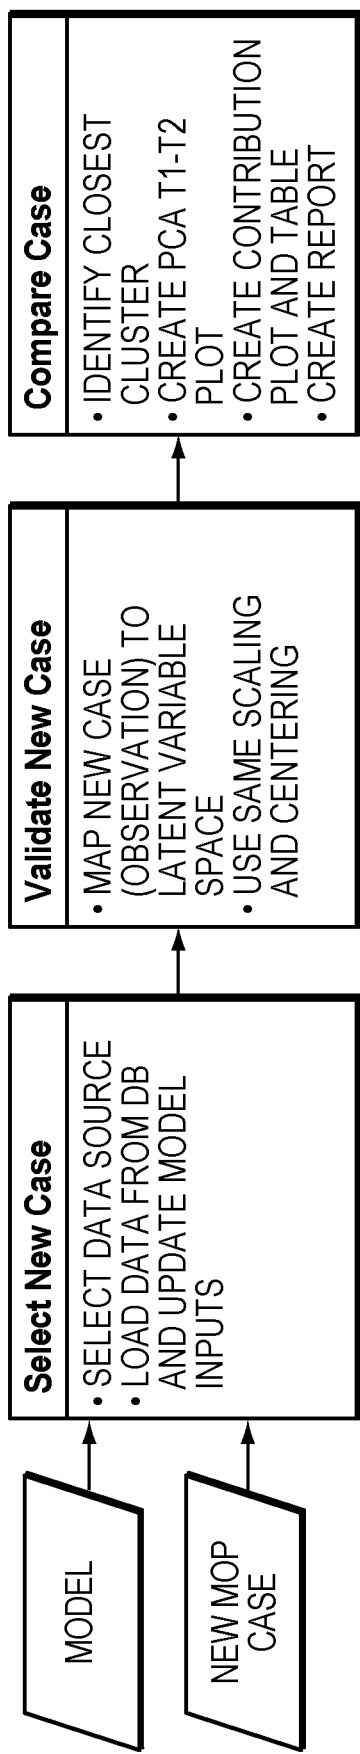 MODEL
NEW MOP
CASE
Select New Case
• SELECT DATA SOURCE
• LOAD DATA FROM DB
AND UPDATE MODEL
INPUTS
Validate New Case
• MAP NEW CASE
(OBSERVATION) TO
LATENT VARIABLE
SPACE
• USE SAME SCALING
AND CENTERING
Compare Case
• IDENTIFY CLOSEST
CLUSTER
• CREATE PCA T1-T2
PLOT
• CREATE CONTRIBUTION
PLOT AND TABLE
• CREATE REPORT